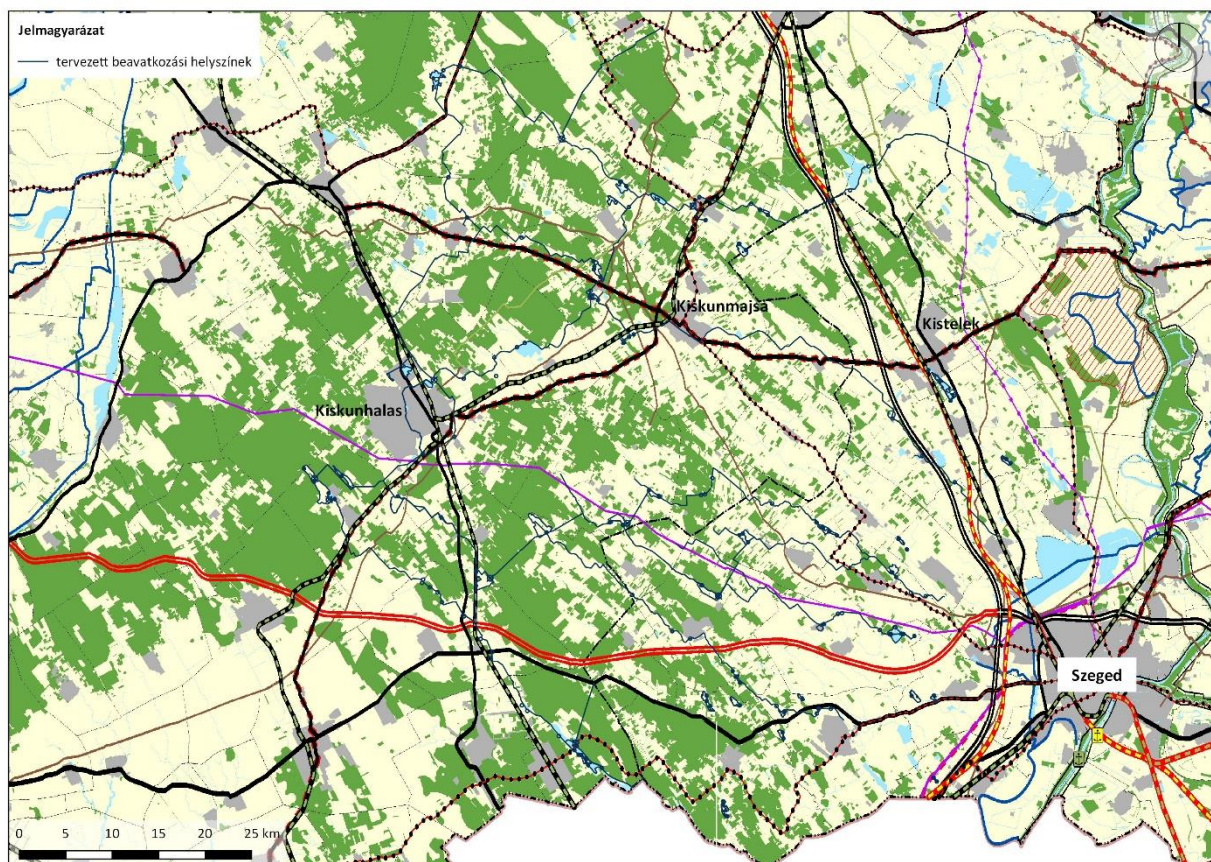 Jelmagyarázat
tervezett beavatkozási helyszínek
Kiskunmajsa
Kistelek
Kiskunhalas
Szeged
0 5 10 15 20 25 km